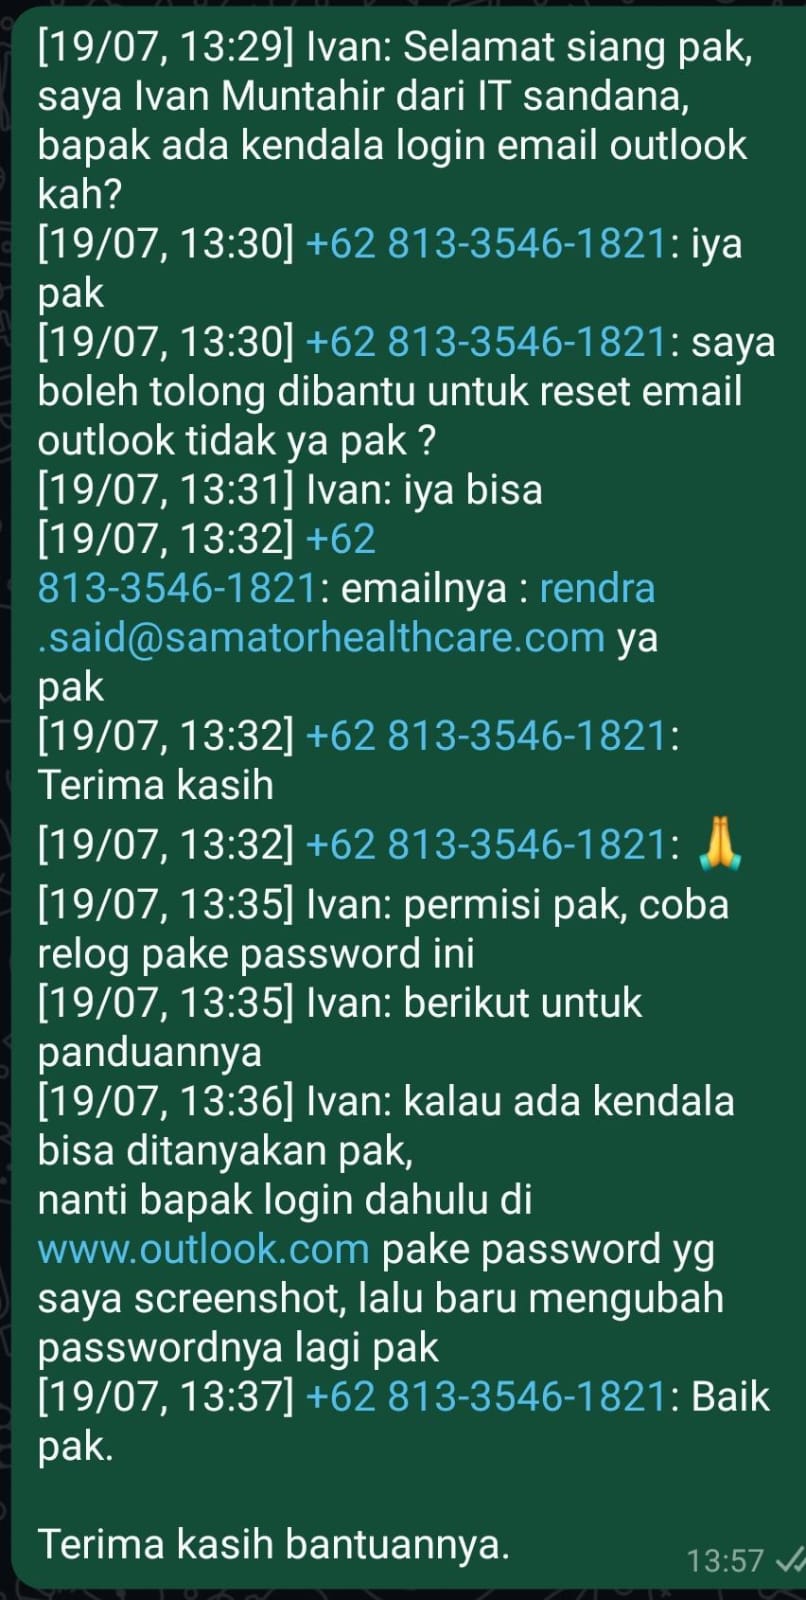 [19/07, 13:29] Ivan: Selamat siang pak,
saya Ivan Muntahir dari IT sandana,
bapak ada kendala login email outlook
kah?
[19/07, 13:30] +62 813-3546-1821: iya
pak
[19/07, 13:30] +62 813-3546-1821: saya
boleh tolong dibantu untuk reset email
outlook tidak ya pak ?
[19/07, 13:31] Ivan: iya bisa
[19/07, 13:32] +62
813-3546-1821: emailnya : rendra
.said@samatorhealthcare.com ya
pak
[19/07, 13:32] +62 813-3546-1821:
Terima kasih
[19/07, 13:32] +62 813-3546-1821: 🙏
[19/07, 13:35] Ivan: permisi pak, coba
relog pake password ini
[19/07, 13:35] Ivan: berikut untuk
panduannya
[19/07, 13:36] Ivan: kalau ada kendala
bisa ditanyakan pak,
nanti bapak login dahulu di
www.outlook.com pake password yg
saya screenshot, lalu baru mengubah
passwordnya lagi pak
[19/07, 13:37] +62 813-3546-1821: Baik
pak.
Terima kasih bantuannya.
13:57